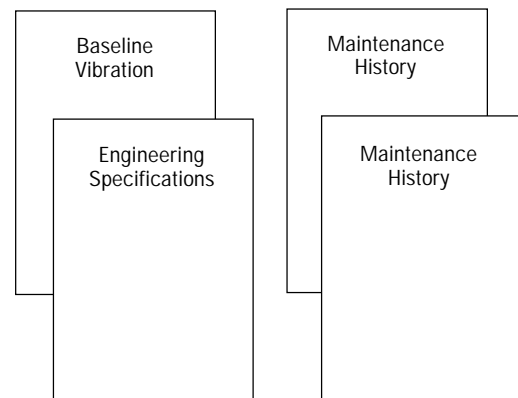 Baseline
Vibration
Engineering
Specifications
Maintenance
History
Maintenance
History